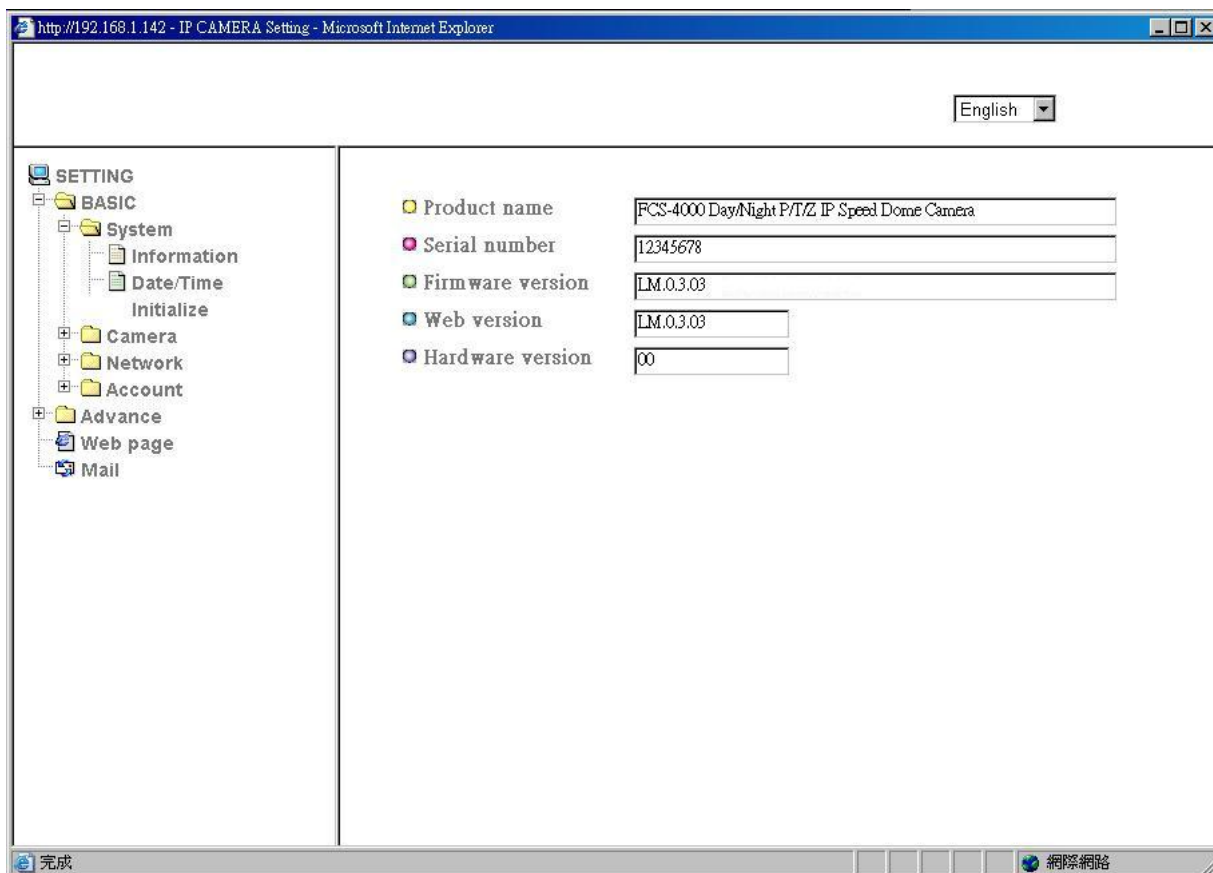 http://192.168.1.142 - IP CAMERA Setting - Microsoft Internet Explorer
English
SETTING
BASIC
System
Information
Date/Time
Initialize
Camera
Network
Account
Advance
Web page
Mail
Product name FCS-4000 Day/Night P/T/Z IP Speed Dome Camera
Serial number 12345678
Firmware version LM.0.3.03
Web version LM.0.3.03
Hardware version 00
完成 網際網路